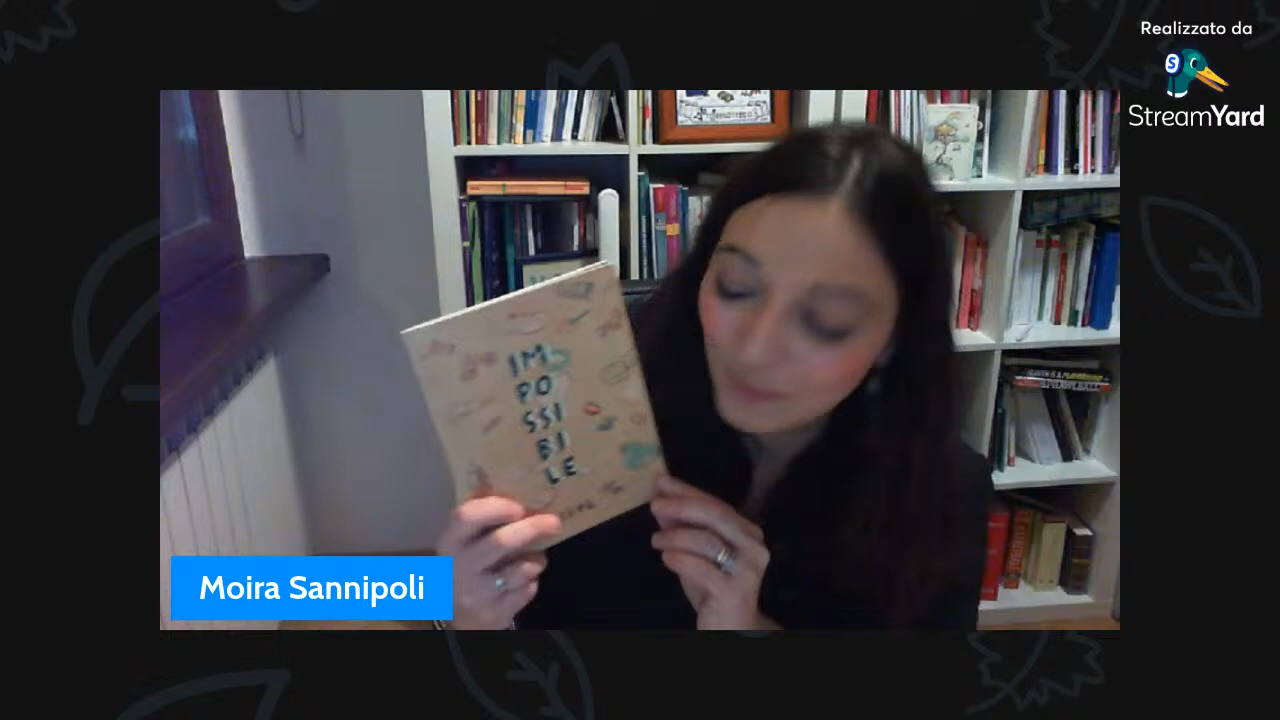 Realizzato da
StreamYard
IM
PO
SSI
BI
LE
Moira Sannipoli